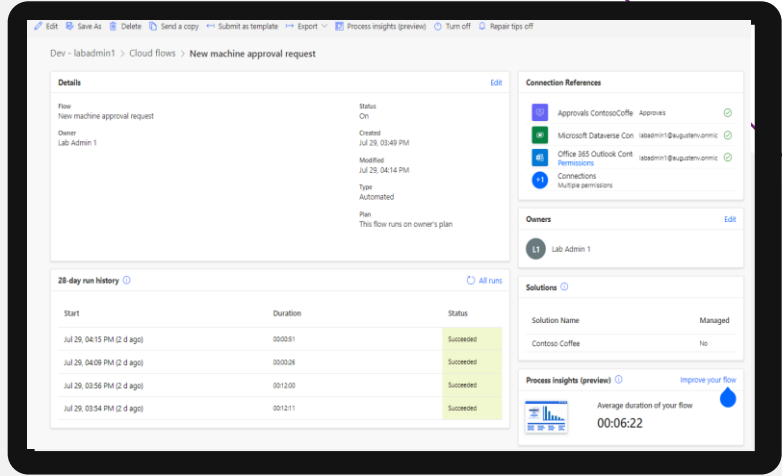 Edit Save As Delete Send a copy Submit as template Export Process insights (preview) Turn off Repair tips off
Dev - labadmin1 > Cloud flows > New machine approval request
Details Edit
Flow
New machine approval request
Owner
Lab Admin 1
Status
On
Created
Jul 29, 03:49 PM
Modified
Jul 29, 04:14 PM
Type
Automated
Plan
This flow runs on owner's plan
28-day run history All runs
Start Duration Status
Jul 29, 04:15 PM (2 d ago) 00:00:51 Succeeded
Jul 29, 04:09 PM (2 d ago) 00:00:26 Succeeded
Jul 29, 03:56 PM (2 d ago) 00:12:00 Succeeded
Jul 29, 03:54 PM (2 d ago) 00:12:11 Succeeded
Connection References
Approvals ContosoCoffe Approvals
Microsoft Dataverse Con labadmin1@augustenv.onmic
Office 365 Outlook Cont labadmin1@augustenv.onmic
Permissions
+1 Connections
Multiple permissions
Owners Edit
L1 Lab Admin 1
Solutions
Solution Name Managed
Contoso Coffee No
Process insights (preview) Improve your flow
Average duration of your flow
00:06:22